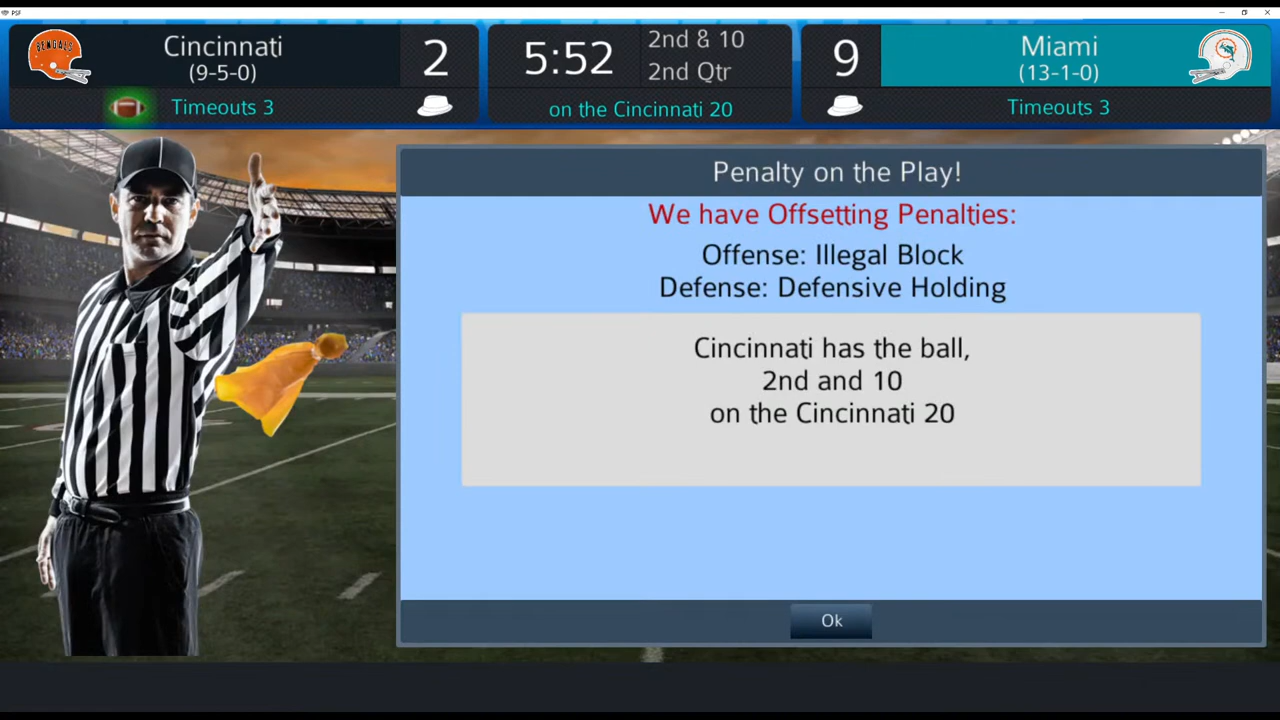 PSF
BENGALS
Cincinnati
(9-5-0)
2
Timeouts 3
5:52
2nd & 10
2nd Qtr
on the Cincinnati 20
9
Miami
(13-1-0)
Timeouts 3
Penalty on the Play!
We have Offsetting Penalties:
Offense: Illegal Block
Defense: Defensive Holding
Cincinnati has the ball,
2nd and 10
on the Cincinnati 20
Ok